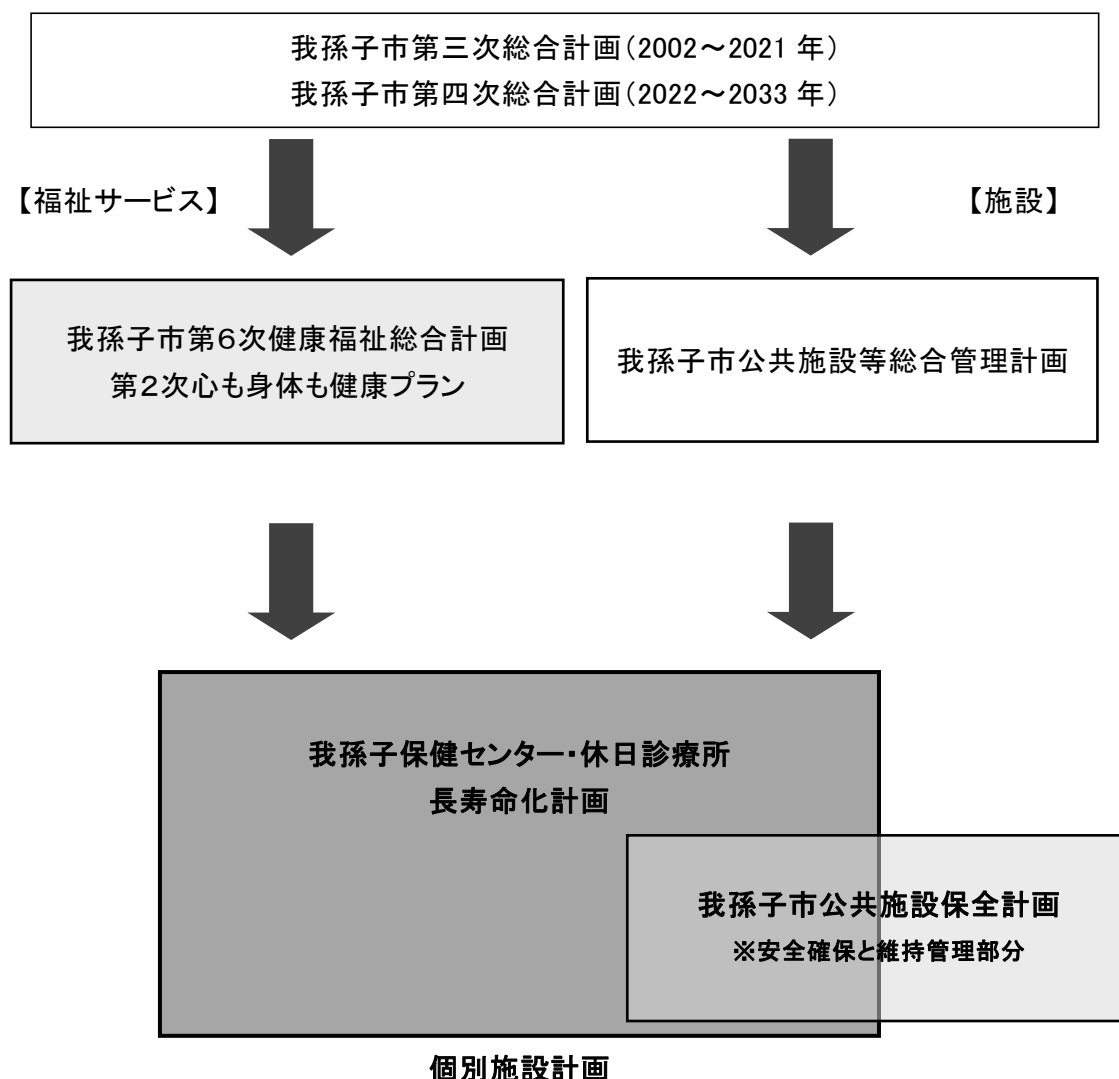 我孫子市第三次総合計画(2002～2021 年)
我孫子市第四次総合計画(2022～2033 年)
【福祉サービス】
【施設】
我孫子市第６次健康福祉総合計画
第２次心も身体も健康プラン
我孫子市公共施設等総合管理計画
我孫子保健センター・休日診療所
長寿命化計画
我孫子市公共施設保全計画
※安全確保と維持管理部分
個別施設計画